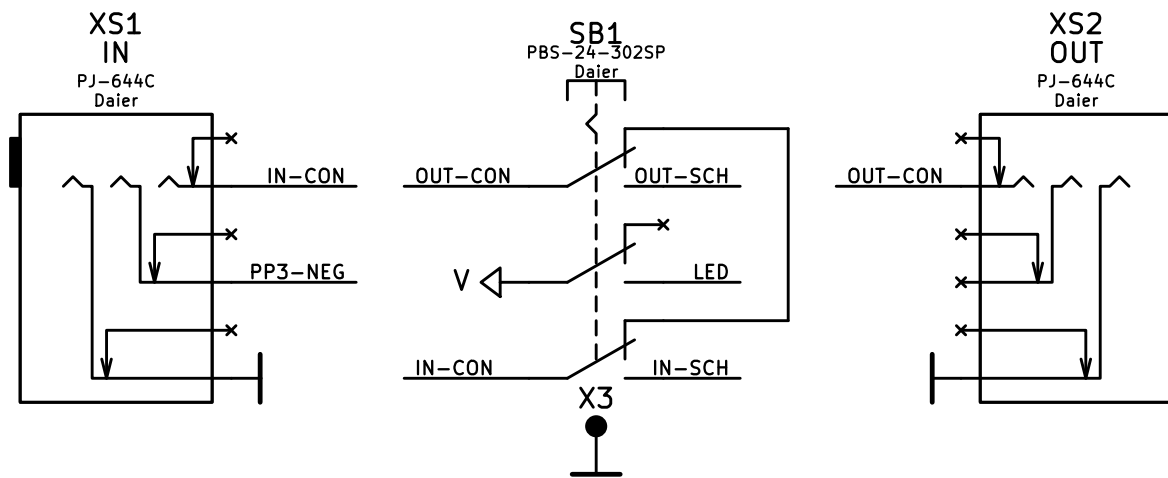 XS1
IN
PJ-644C
Daier
IN-CON
PP3-NEG
SB1
PBS-24-302SP
Daier
OUT-CON
OUT-SCH
V
LED
IN-CON
IN-SCH
X3
XS2
OUT
PJ-644C
Daier
OUT-CON